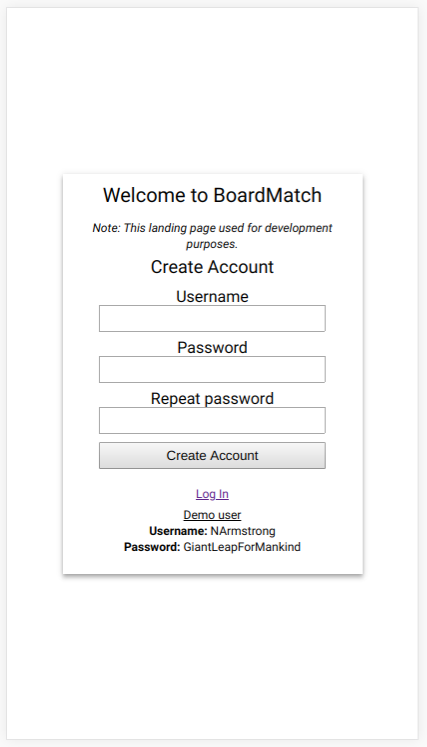 Welcome to BoardMatch
Note: This landing page used for development
purposes.
Create Account
Username
Password
Repeat password
Create Account
Log In
Demo user
Username: NArmstrong
Password: GiantLeapForMankind